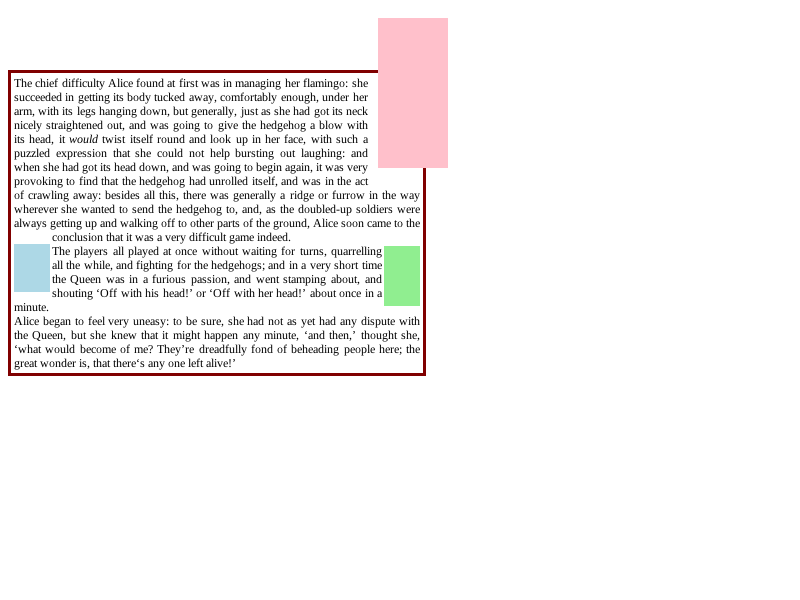 The chief difficulty Alice found at first was in managing her flamingo: she
succeeded in getting its body tucked away, comfortably enough, under her
arm, with its legs hanging down, but generally, just as she had got its neck
nicely straightened out, and was going to give the hedgehog a blow with
its head, it would twist itself round and look up in her face, with such a
puzzled expression that she could not help bursting out laughing: and
when she had got its head down, and was going to begin again, it was very
provoking to find that the hedgehog had unrolled itself, and was in the act
of crawling away: besides all this, there was generally a ridge or furrow in the way
wherever she wanted to send the hedgehog to, and, as the doubled-up soldiers were
always getting up and walking off to other parts of the ground, Alice soon came to the
conclusion that it was a very difficult game indeed.
The players all played at once without waiting for turns, quarrelling
all the while, and fighting for the hedgehogs; and in a very short time
the Queen was in a furious passion, and went stamping about, and
shouting ‘Off with his head!’ or ‘Off with her head!’ about once in a
minute.
Alice began to feel very uneasy: to be sure, she had not as yet had any dispute with
the Queen, but she knew that it might happen any minute, ‘and then,’ thought she,
‘what would become of me? They’re dreadfully fond of beheading people here; the
great wonder is, that there‘s any one left alive!’